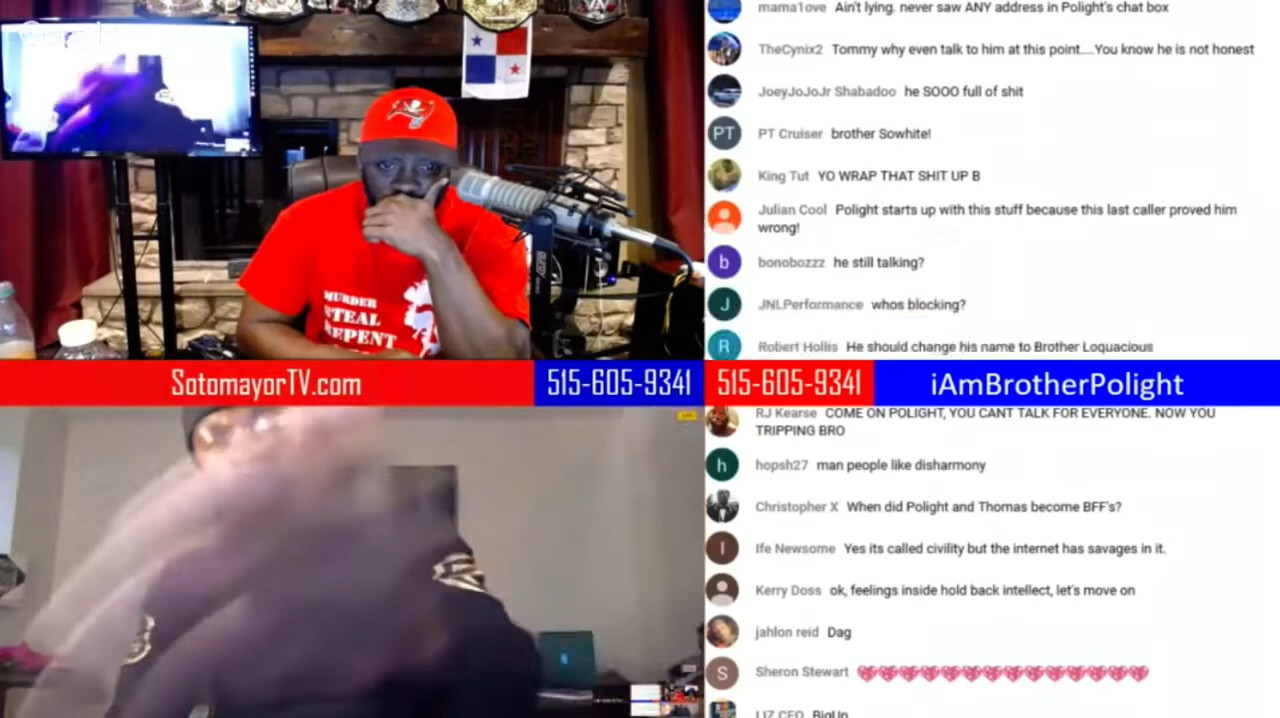 mama1ove Ain't lying. never saw ANY address in Polight's chat box
TheCynix2 Tommy why even talk to him at this point....You know he is not honest
JoeyJoJoJr Shabadoo he SOOO full of shit
PT
PT Cruiser brother Sowhite!
King Tut YO WRAP THAT SHIT UP B
Julian Cool Polight starts up with this stuff because this last caller proved him
wrong!
b
bonobozzz he still talking?
J
JNLPerformance whos blocking?
R
Robert Hollis He should change his name to Brother Loquacious
MURDER
STEAL
REPENT
SotomayorTV.com
515-605-9341
515-605-9341
iAmBrotherPolight
RJ Kearse COME ON POLIGHT, YOU CANT TALK FOR EVERYONE. NOW YOU
TRIPPING BRO
h
hopsh27 man people like disharmony
Christopher X When did Polight and Thomas become BFF's?
I
Ife Newsome Yes its called civility but the internet has savages in it.
Kerry Doss ok, feelings inside hold back intellect, let's move on
jahlon reid Dag
S
Sheron Stewart 💖💖💖💖💖💖💖💖💖💖💖💖💖💖
LIZ CEO BigUp